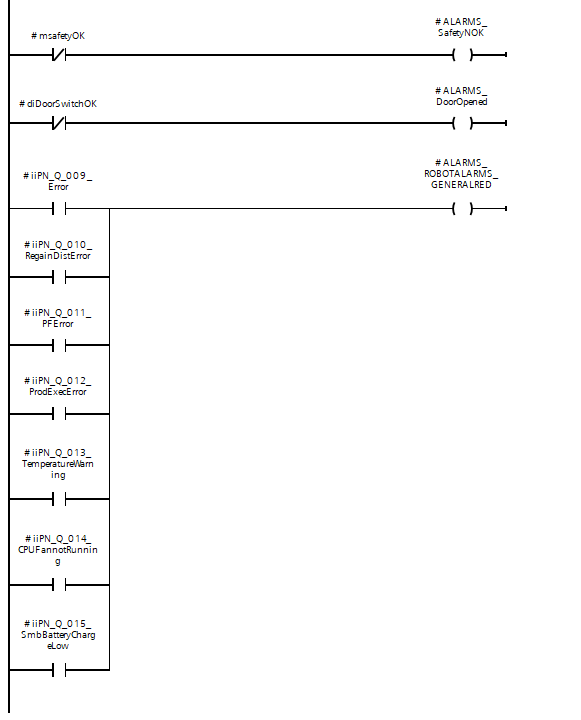 #msafetyOK
#ALARMS_
SafetyNOK
#diDoorSwitchOK
#ALARMS_
DoorOpened
#iiPN_Q_009_
Error
#ALARMS_
ROBOTALARMS_
GENERALRED
#iiPN_Q_010_
RegainDistError
#iiPN_Q_011_
PFError
#iiPN_Q_012_
ProdExecError
#iiPN_Q_013_
TemperatureWarn
ing
#iiPN_Q_014_
CPUFannotRunnin
g
#iiPN_Q_015_
SmbBatteryCharg
eLow